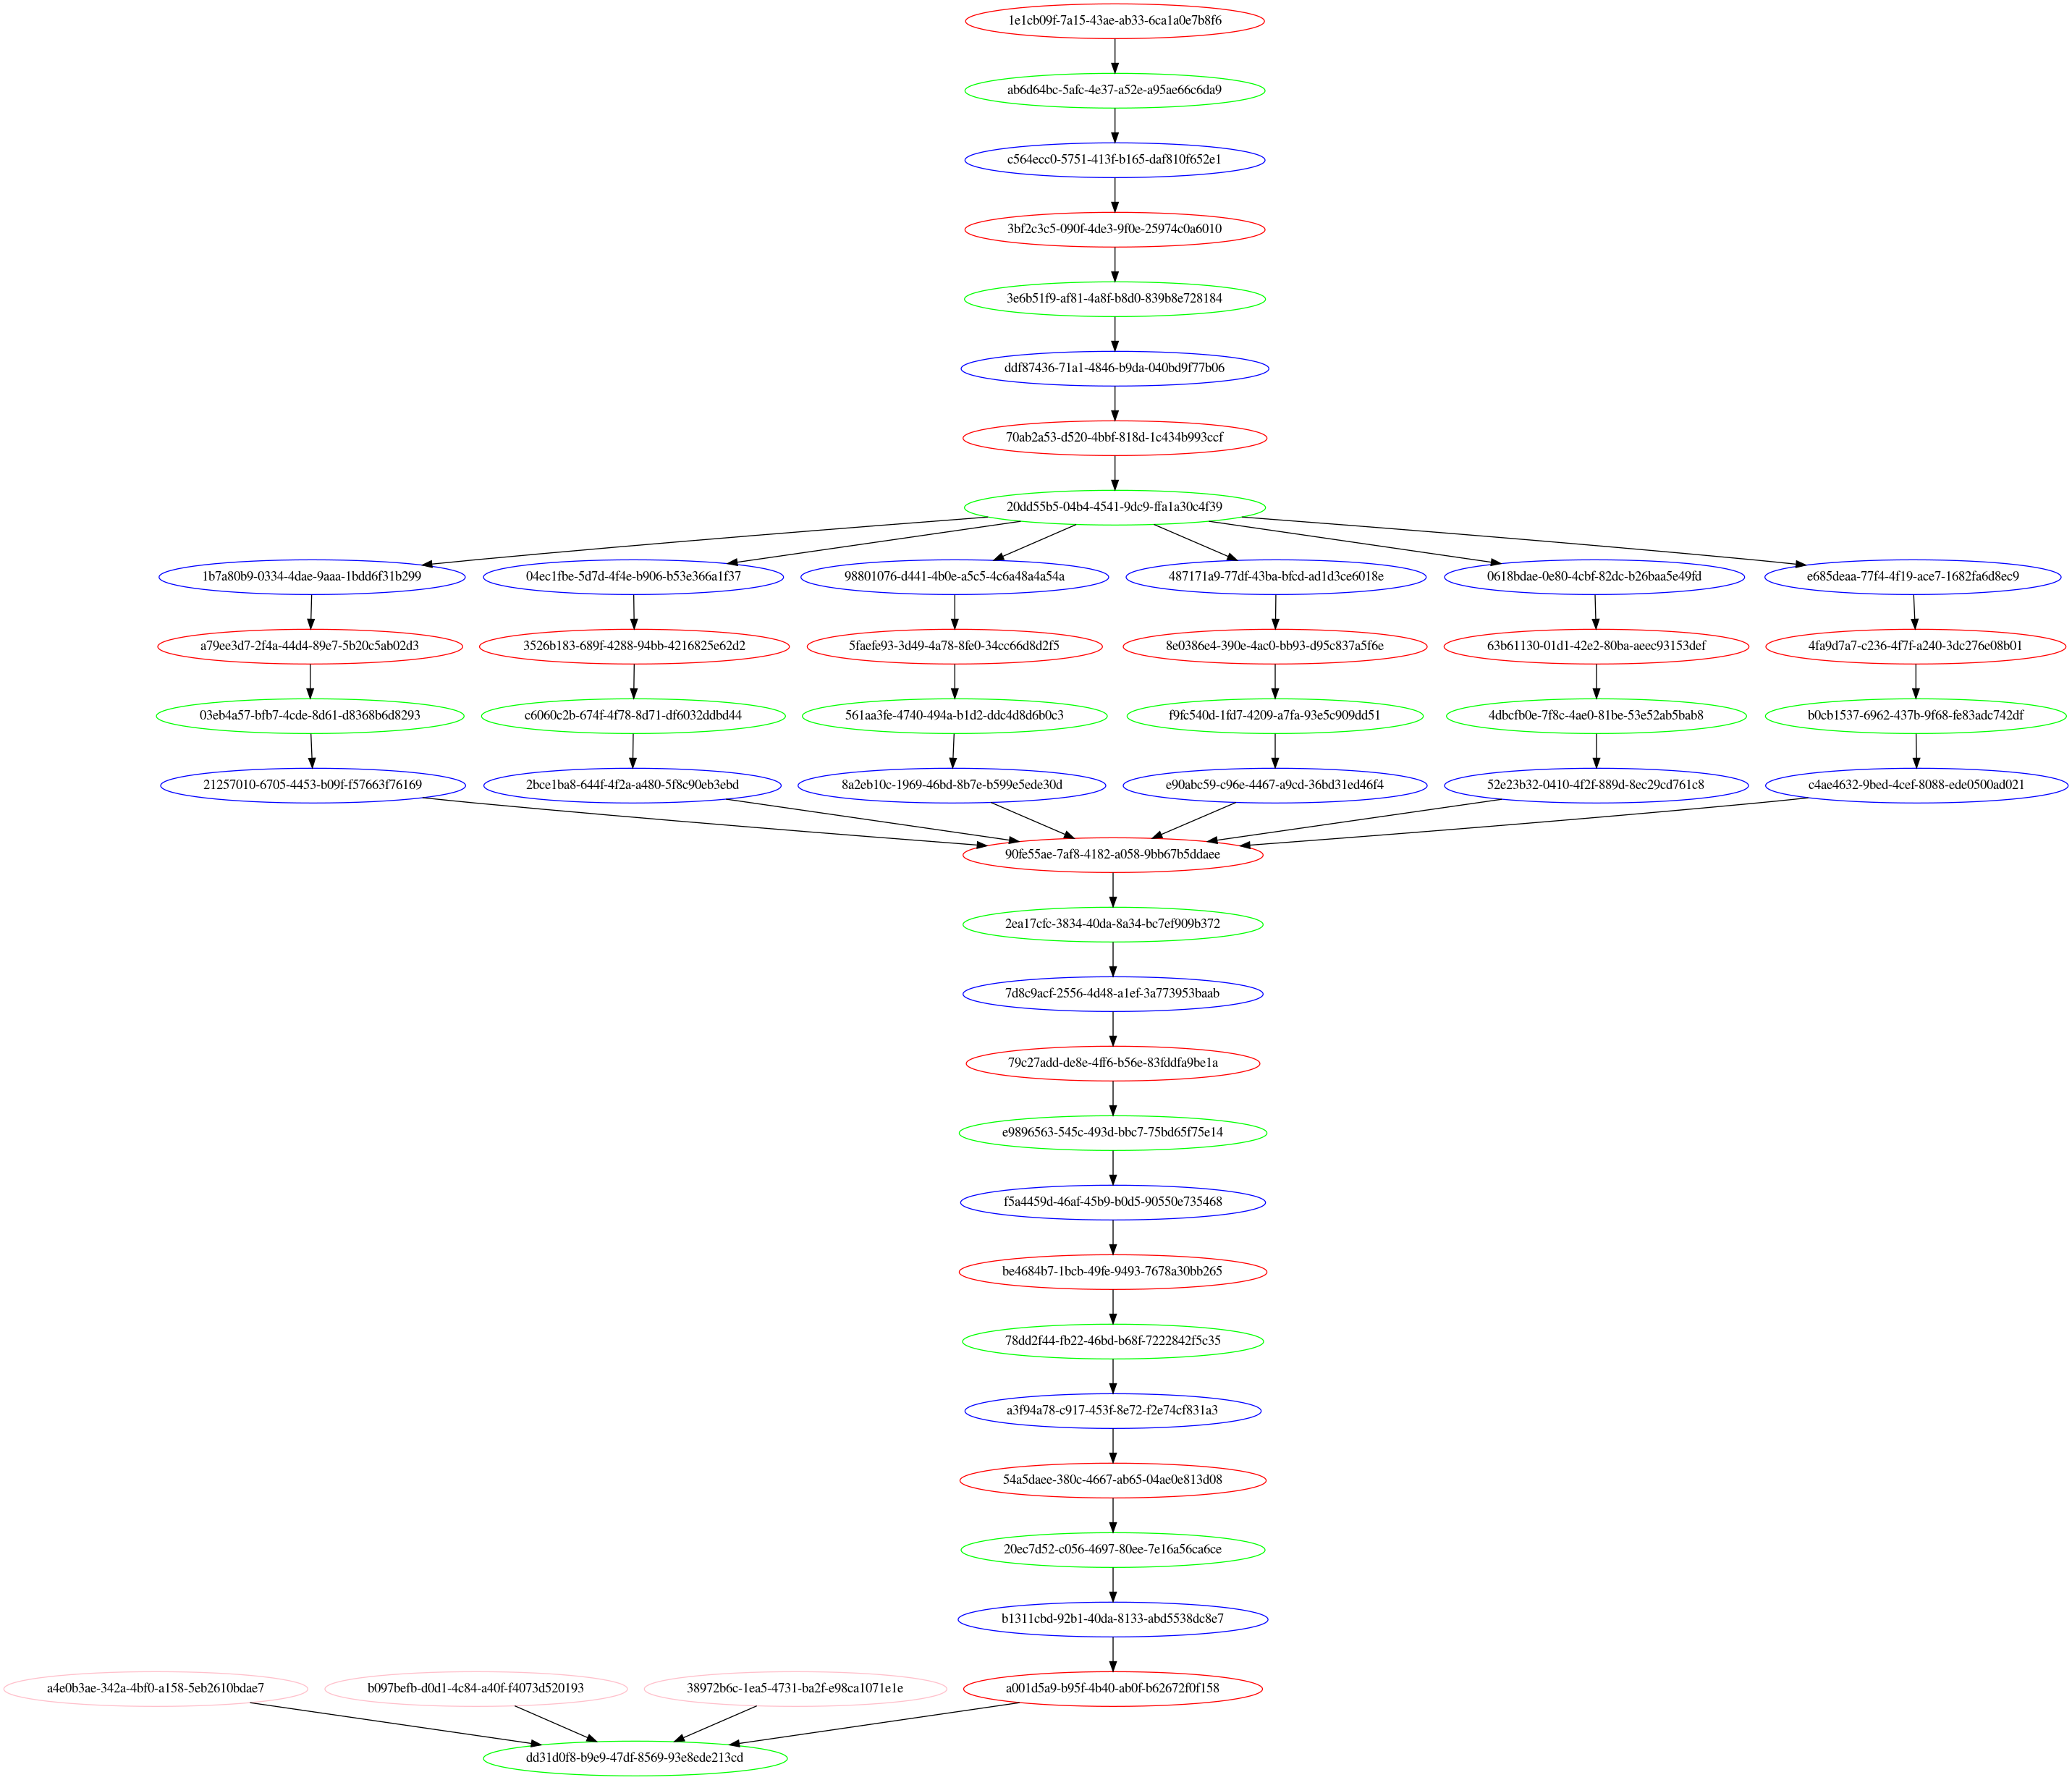 1e1cb09f-7a15-43ae-ab33-6ca1a0e7b8f6
ab6d64bc-5afc-4e37-a52e-a95ae66c6da9
c564ecc0-5751-413f-b165-daf810f652e1
3bf2c3c5-090f-4de3-9f0e-25974c0a6010
3e6b51f9-af81-4a8f-b8d0-839b8e728184
ddf87436-71a1-4846-b9da-040bd9f77b06
70ab2a53-d520-4bbf-818d-1c434b993ccf
20dd55b5-04b4-4541-9dc9-ffa1a30c4f39
1b7a80b9-0334-4dae-9aaa-1bdd6f31b299
04ec1fbe-5d7d-4f4e-b906-b53e366a1f37
98801076-d441-4b0e-a5c5-4c6a48a4a54a
487171a9-77df-43ba-bfcd-ad1d3ce6018e
0618bdae-0e80-4cbf-82dc-b26baa5e49fd
e685deaa-77f4-4f19-ace7-1682fa6d8ec9
a79ee3d7-2f4a-44d4-89e7-5b20c5ab02d3
3526b183-689f-4288-94bb-4216825e62d2
5faefe93-3d49-4a78-8fe0-34cc66d8d2f5
8e0386e4-390e-4ac0-bb93-d95c837a5f6e
63b61130-01d1-42e2-80ba-aeec93153def
4fa9d7a7-c236-4f7f-a240-3dc276e08b01
03eb4a57-bfb7-4cde-8d61-d8368b6d8293
c6060c2b-674f-4f78-8d71-df6032ddbd44
561aa3fe-4740-494a-b1d2-ddc4d8d6b0c3
f9fc540d-1fd7-4209-a7fa-93e5c909dd51
4dbcfb0e-7f8c-4ae0-81be-53e52ab5bab8
b0cb1537-6962-437b-9f68-fe83adc742df
21257010-6705-4453-b09f-f57663f76169
2bce1ba8-644f-4f2a-a480-5f8c90eb3ebd
8a2eb10c-1969-46bd-8b7e-b599e5ede30d
e90abc59-c96e-4467-a9cd-36bd31ed46f4
52e23b32-0410-4f2f-889d-8ec29cd761c8
c4ae4632-9bed-4cef-8088-ede0500ad021
90fe55ae-7af8-4182-a058-9bb67b5ddaee
2ea17cfc-3834-40da-8a34-bc7ef909b372
7d8c9acf-2556-4d48-a1ef-3a773953baab
79c27add-de8e-4ff6-b56e-83fddfa9be1a
e9896563-545c-493d-bbc7-75bd65f75e14
f5a4459d-46af-45b9-b0d5-90550e735468
be4684b7-1bcb-49fe-9493-7678a30bb265
78dd2f44-fb22-46bd-b68f-7222842f5c35
a3f94a78-c917-453f-8e72-f2e74cf831a3
54a5daee-380c-4667-ab65-04ae0e813d08
20ec7d52-c056-4697-80ee-7e16a56ca6ce
b1311cbd-92b1-40da-8133-abd5538dc8e7
a4e0b3ae-342a-4bf0-a158-5eb2610bdae7
b097befb-d0d1-4c84-a40f-f4073d520193
38972b6c-1ea5-4731-ba2f-e98ca1071e1e
a001d5a9-b95f-4b40-ab0f-b62672f0f158
dd31d0f8-b9e9-47df-8569-93e8ede213cd